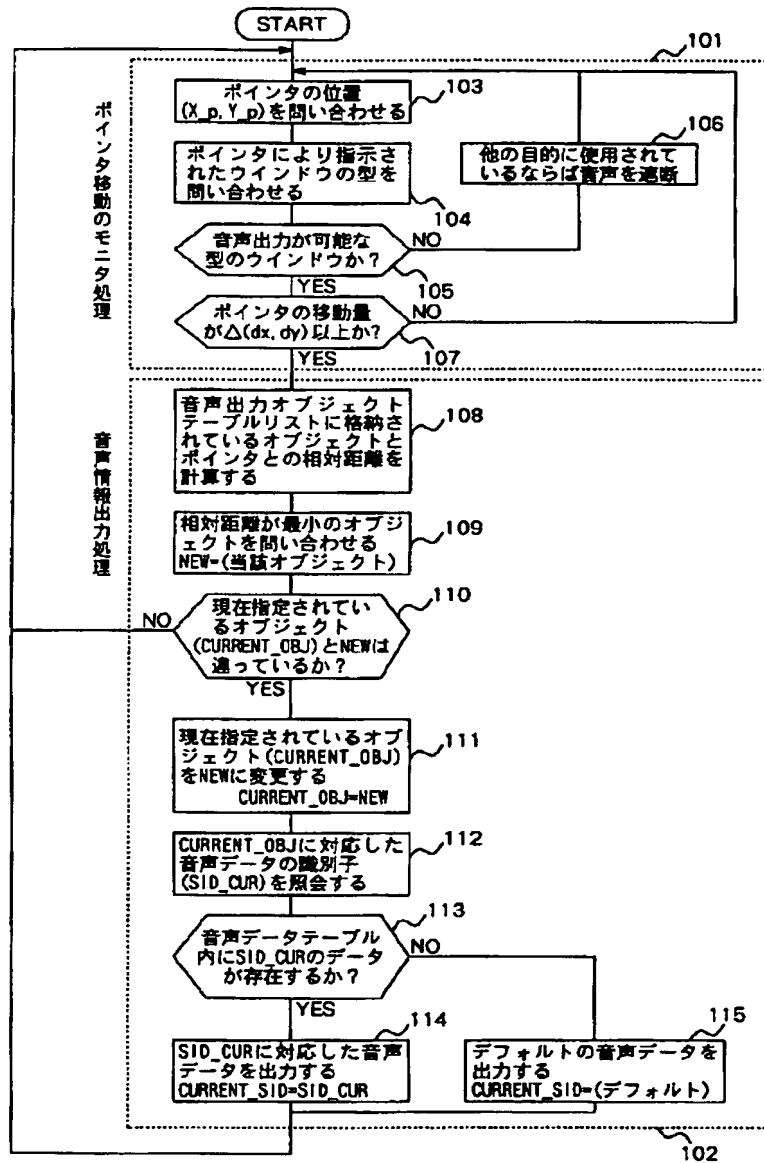 START
101
ポインタ移動のモニタ処理
ポインタの位置
(X_p,Y_p)を問い合わせる
103
ポインタにより指示さ
れたウインドウの型を
問い合わせる
104
他の目的に使用されて
いるならば音声を遮断
106
音声出力が可能な
型のウインドウか?
105
NO
YES
ポインタの移動量
が△(dx,dy)以上か?
107
NO
YES
音声情報出力処理
音声出力オブジェクト
テーブルリストに格納さ
れているオブジェクトと
ポインタとの相対距離を
計算する
108
相対距離が最小のオブジ
ェクトを問い合わせる
NEW=(当該オブジェクト)
109
現在指定されてい
るオブジェクト
(CURRENT_OBJ)とNEWは
違っているか?
110
NO
YES
現在指定されているオブ
ジェクト(CURRENT_OBJ)
をNEWに変更する
CURRENT_OBJ=NEW
111
CURRENT_OBJに対応した
音声データの識別子
(SID_CUR)を照会する
112
音声データテーブル
内にSID_CURのデータ
が存在するか?
113
NO
YES
SID_CURに対応した音声
データを出力する
CURRENT_SID=SID_CUR
114
デフォルトの音声データを
出力する
CURRENT_SID=(デフォルト)
115
102